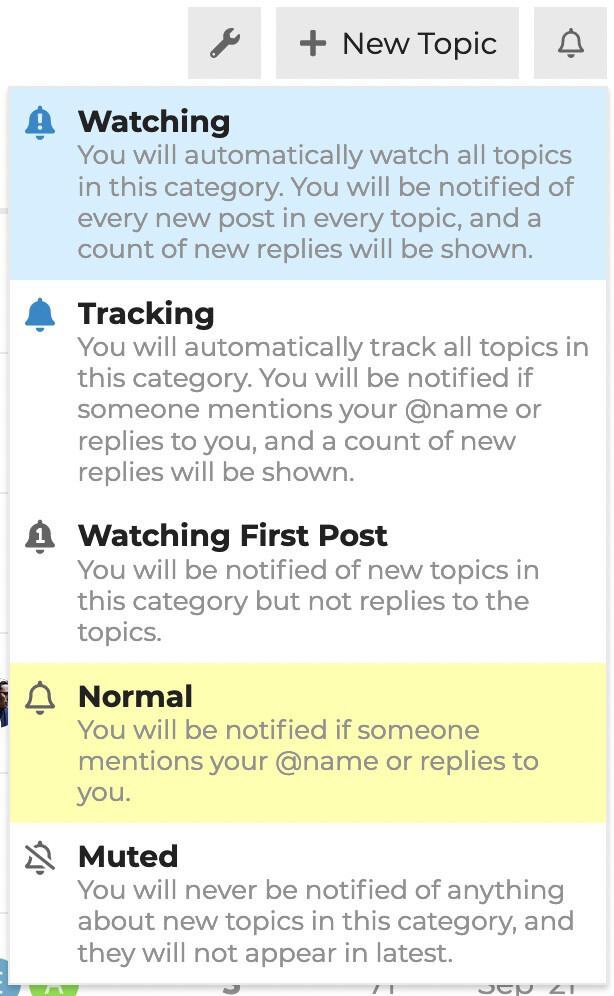 New Topic
Watching
You will automatically watch all topics
in this category. You will be notified of
every new post in every topic, and a
count of new replies will be shown.
Tracking
You will automatically track all topics in
this category. You will be notified if
someone mentions your @name or
replies to you, and a count of new
replies will be shown.
1
Watching First Post
You will be notified of new topics in
this category but not replies to the
topics.
Normal
You will be notified if someone
mentions your @name or replies to
you.
Muted
You will never be notified of anything
about new topics in this category, and
they will not appear in latest.